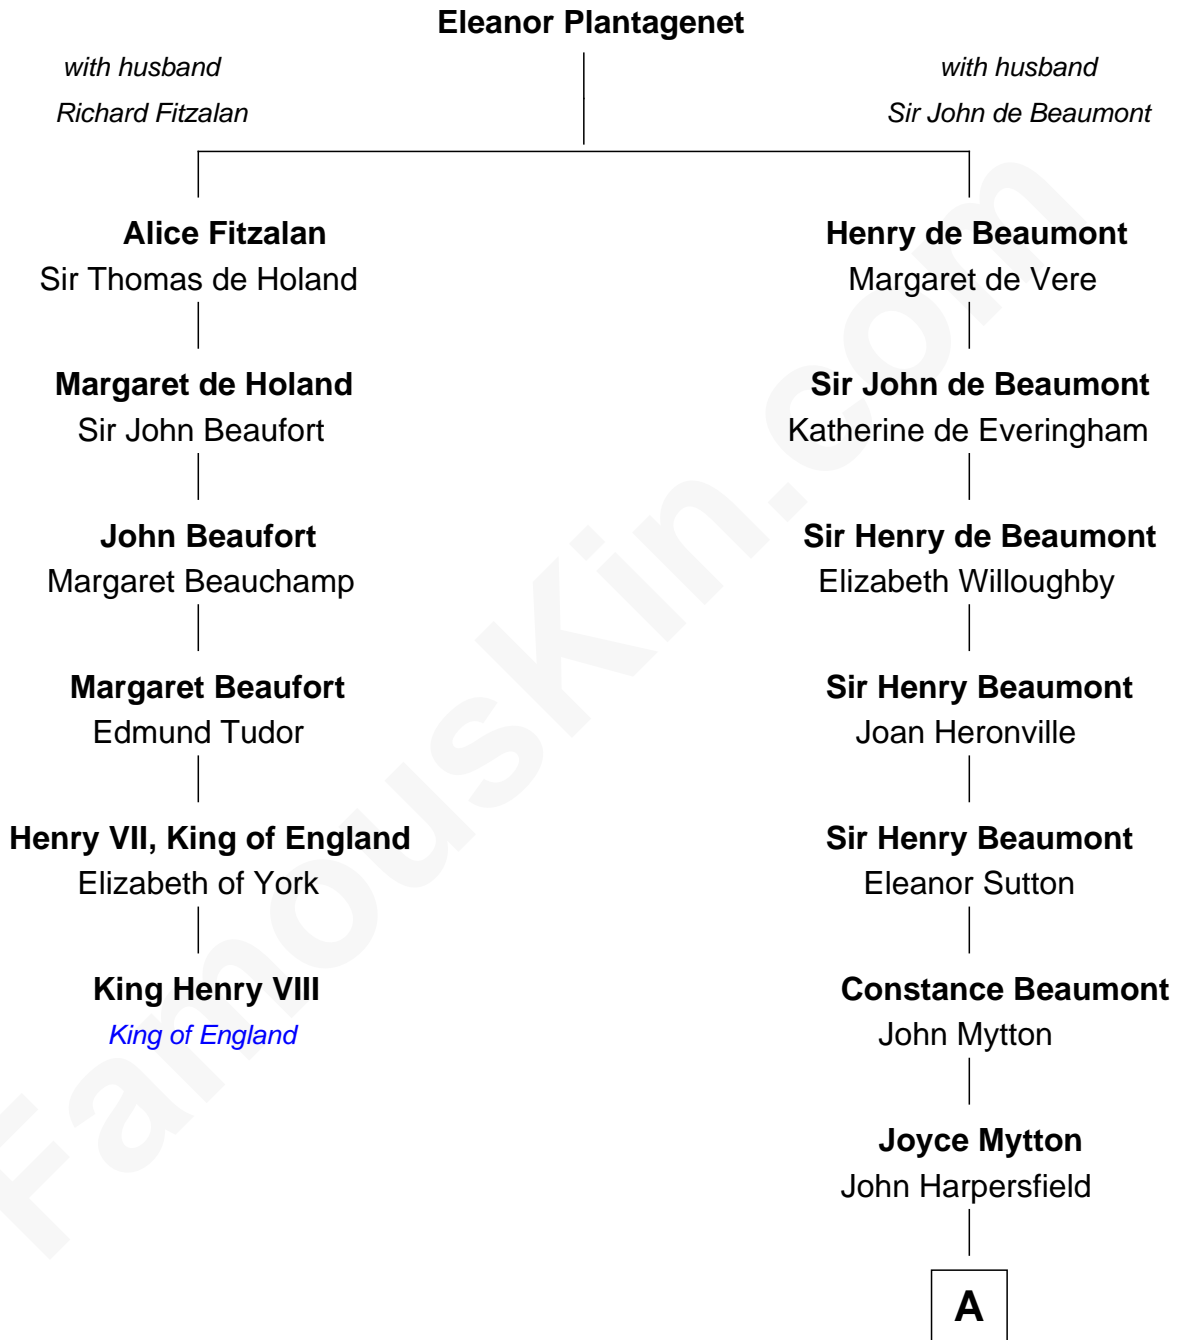 Eleanor Plantagenet
with husband
Richard Fitzalan
with husband
Sir John de Beaumont
Alice Fitzalan
Sir Thomas de Holand
Henry de Beaumont
Margaret de Vere
Margaret de Holand
Sir John Beaufort
Sir John de Beaumont
Katherine de Everingham
John Beaufort
Margaret Beauchamp
Sir Henry de Beaumont
Elizabeth Willoughby
Margaret Beaufort
Edmund Tudor
Sir Henry Beaumont
Joan Heronville
Henry VII, King of England
Elizabeth of York
Sir Henry Beaumont
Eleanor Sutton
King Henry VIII
King of England
Constance Beaumont
John Mytton
Joyce Mytton
John Harpersfield
A
FamousKin.com